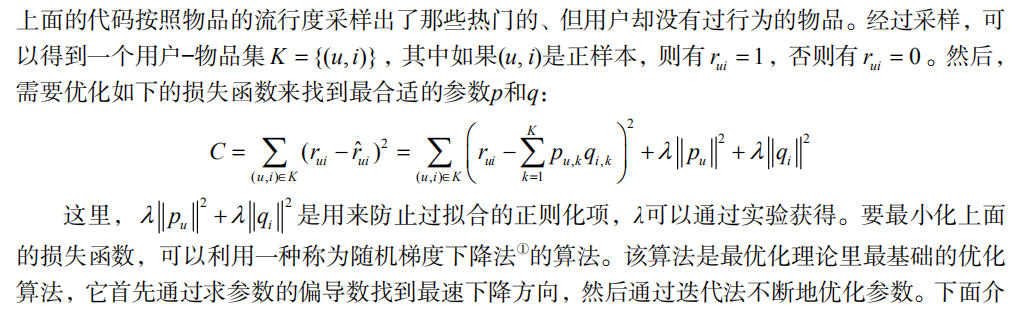 上面的代码按照物品的流行度采样出了那些热门的、但用户却没有过行为的物品。经过采样，可
以得到一个用户–物品集 K = {(u, i)} ，其中如果(u, i)是正样本，则有 r_{ui} = 1，否则有 r_{ui} = 0 。然后，
需要优化如下的损失函数来找到最合适的参数p和q：
C = \sum_{(u,i)\in K} (r_{ui} - \hat{r}_{ui})^2 = \sum_{(u,i)\in K} \left( r_{ui} - \sum_{k=1}^{K} p_{u,k} q_{i,k} \right)^2 + \lambda \|p_u\|^2 + \lambda \|q_i\|^2
这里，\lambda \|p_u\|^2 + \lambda \|q_i\|^2 是用来防止过拟合的正则化项，λ可以通过实验获得。要最小化上面
的损失函数，可以利用一种称为随机梯度下降法^①的算法。该算法是最优化理论里最基础的优化
算法，它首先通过求参数的偏导数找到最速下降方向，然后通过迭代法不断地优化参数。下面介